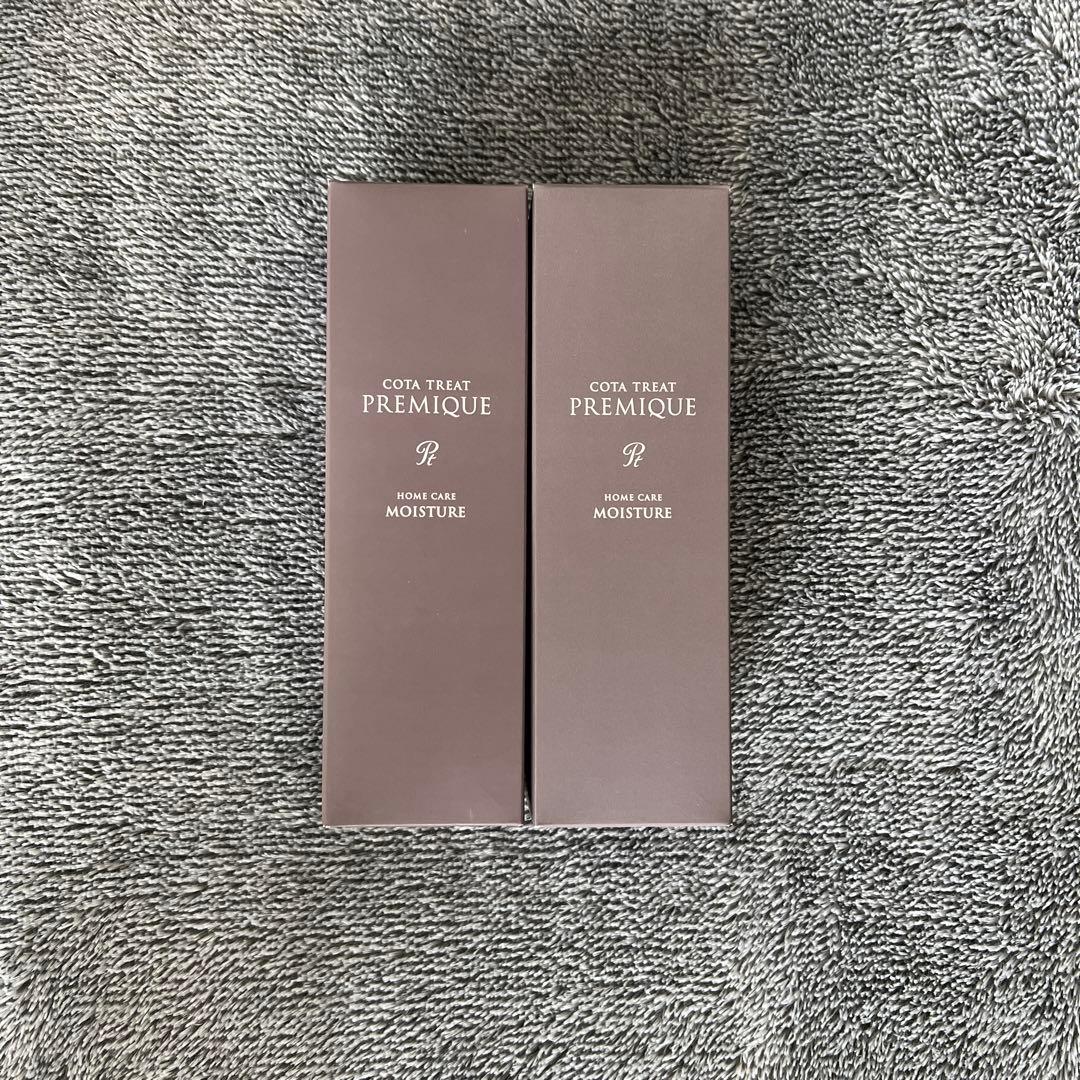 COTA TREAT
PREMIQUE
Pt
HOME CARE
MOISTURE
COTA TREAT
PREMIQUE
Pt
HOME CARE
MOISTURE